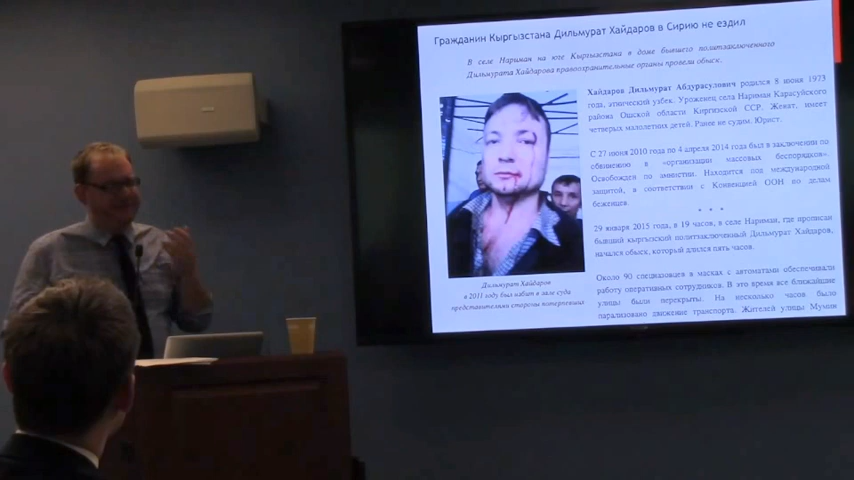 Гражданин Кыргызстана Дильмурат Хайдаров в Сирию не ездил
В селе Нариман на юге Кыргызстана в доме бывшего политзаключенного
Дильмурата Хайдарова правоохранительные органы провели обыск.
Хайдаров Дильмурат Абдурасулович родился 8 июня 1973
года, этнический узбек. Уроженец села Нариман Карасуйского
района Ошской области Киргизской ССР. Женат, имеет
четверых малолетних детей. Ранее не судим. Юрист.
С 27 июня 2010 года по 4 апреля 2014 года был в заключении по
обвинению в «организации массовых беспорядков».
Освобожден по амнистии. Находится под международной
защитой, в соответствии с Конвенцией ООН по делам
беженцев.
* * *
29 января 2015 года, в 19 часов, в селе Нариман, где прописан
бывший кыргызский политзаключенный Дильмурат Хайдаров,
начался обыск, который длился пять часов.
Около 90 спецназовцев в масках с автоматами обеспечивали
работу оперативных сотрудников. В это время все ближайшие
улицы были перекрыты. На несколько часов было
парализовано движение транспорта. Жителей улицы Мумин
Дильмурат Хайдаров
в 2011 году был избит в зале суда
представителями стороны потерпевших